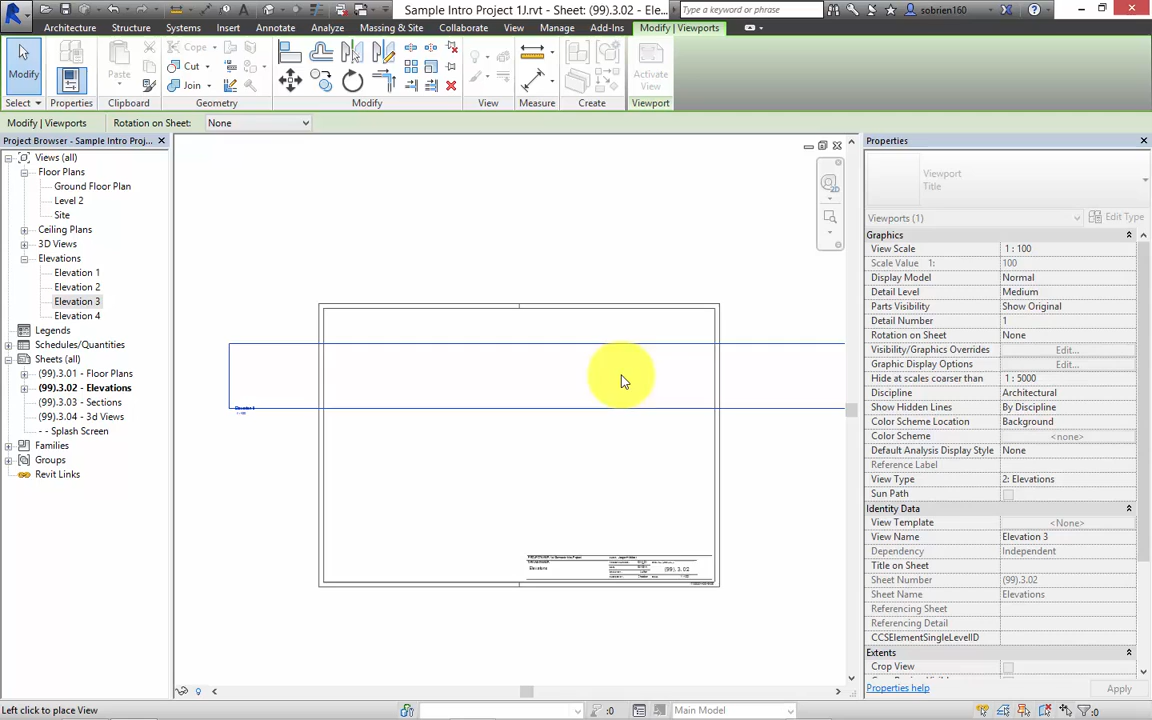 Sample Intro Project 1J.rvt - Sheet: (99).3.02 - Ele...
Type a keyword or phrase
sobrien160
Architecture Structure Systems Insert Annotate Analyze Massing & Site Collaborate View Manage Add-Ins Modify | Viewports
Modify
Paste
Cope
Cut
Join
Activate
View
Select Properties Clipboard Geometry Modify View Measure Create Viewport
Modify | Viewports Rotation on Sheet: None
Project Browser - Sample Intro Proj...
Views (all)
Floor Plans
Ground Floor Plan
Level 2
Site
Ceiling Plans
3D Views
Elevations
Elevation 1
Elevation 2
Elevation 3
Elevation 4
Legends
Schedules/Quantities
Sheets (all)
(99).3.01 - Floor Plans
(99).3.02 - Elevations
(99).3.03 - Sections
(99).3.04 - 3d Views
- - Splash Screen
Families
Groups
Revit Links
2D
Elevations
(99).3.02
Properties
Viewport
Title
Viewports (1) Edit Type
Graphics
View Scale 1 : 100
Scale Value 1: 100
Display Model Normal
Detail Level Medium
Parts Visibility Show Original
Detail Number 1
Rotation on Sheet None
Visibility/Graphics Overrides Edit...
Graphic Display Options Edit...
Hide at scales coarser than 1 : 5000
Discipline Architectural
Show Hidden Lines By Discipline
Color Scheme Location Background
Color Scheme <none>
Default Analysis Display Style None
Reference Label
View Type 2: Elevations
Sun Path
Identity Data
View Template <None>
View Name Elevation 3
Dependency Independent
Title on Sheet
Sheet Number (99).3.02
Sheet Name Elevations
Referencing Sheet
Referencing Detail
CCSElementSingleLevelID
Extents
Crop View
Properties help Apply
Left click to place View :0 Main Model :0